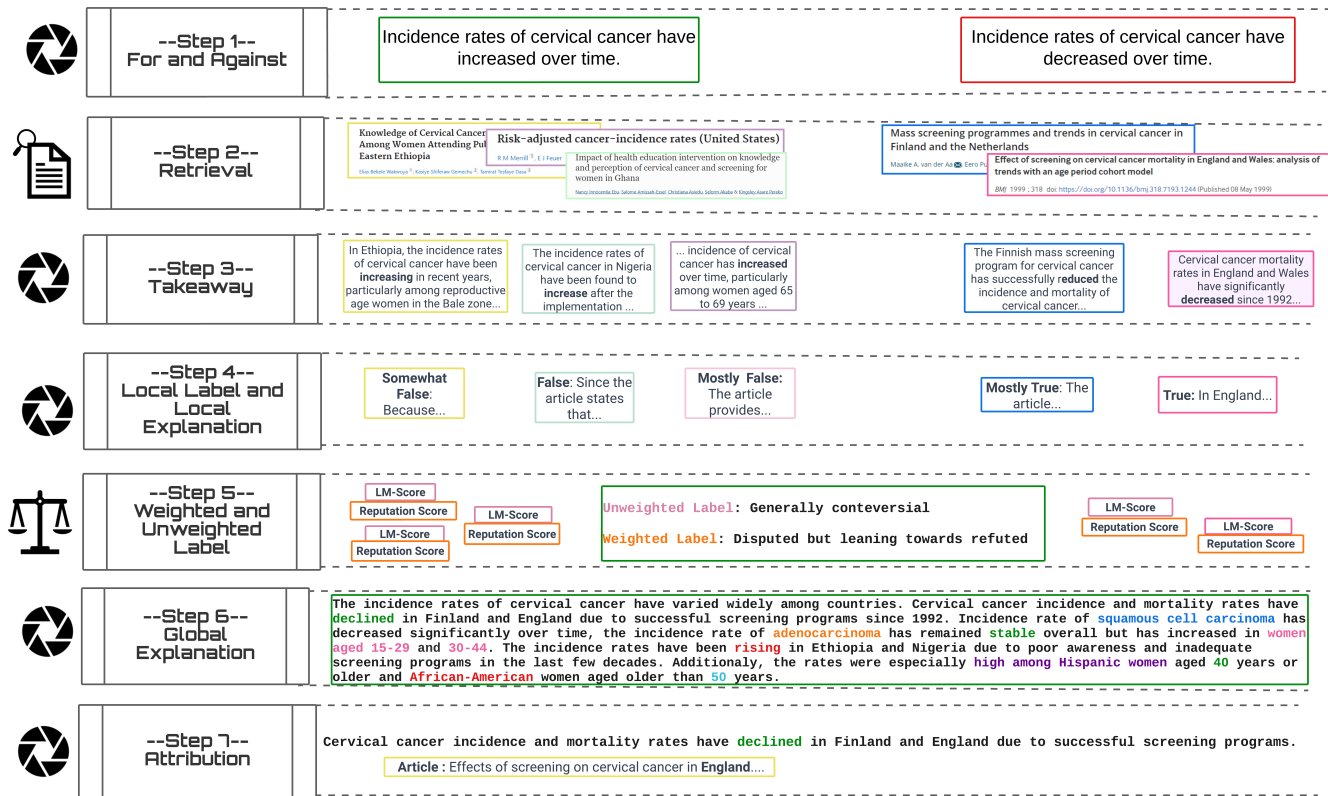 --Step 1--
For and Against
Incidence rates of cervical cancer have
increased over time.
Incidence rates of cervical cancer have
decreased over time.
--Step 2--
Retrieval
Knowledge of Cervical Cancer
Among Women Attending Pub
Eastern Ethiopia
Elias Bekele Wakwoya
Risk-adjusted cancer-incidence rates (United States)
R M Merrill 1, E J Feuer
Impact of health education intervention on knowledge
and perception of cervical cancer and screening for
women in Ghana
Mass screening programmes and trends in cervical cancer in
Finland and the Netherlands
Maaike A. van der Aa, Eero Pu
Effect of screening on cervical cancer mortality in England and Wales: analysis of
trends with an age period cohort model
BMJ 1999 ; 318 doi: https://doi.org/10.1136/bmj.318.7193.1244 (Published 08 May 1999)
--Step 3--
Takeaway
In Ethiopia, the incidence rates
of cervical cancer have been
increasing in recent years,
particularly among reproductive
age women in the Bale zone...
The incidence rates of
cervical cancer in Nigeria
have been found to
increase after the
implementation ...
... incidence of cervical
cancer has increased
over time, particularly
among women aged 65
to 69 years ...
The Finnish mass screening
program for cervical cancer
has successfully reduced the
incidence and mortality of
cervical cancer...
Cervical cancer mortality
rates in England and Wales
have significantly
decreased since 1992...
--Step 4--
Local Label and
Local
Explanation
Somewhat
False:
Because...
False: Since the
article states
that...
Mostly False:
The article
provides...
Mostly True: The
article...
True: In England...
--Step 5--
Weighted and
Unweighted
Label
LM-Score
Reputation Score
LM-Score
Reputation Score
LM-Score
Reputation Score
Unweighted Label: Generally conteversial
Weighted Label: Disputed but leaning towards refuted
LM-Score
Reputation Score
LM-Score
Reputation Score
--Step 6--
Global
Explanation
The incidence rates of cervical cancer have varied widely among countries. Cervical cancer incidence and mortality rates have
declined in Finland and England due to successful screening programs since 1992. Incidence rate of squamous cell carcinoma has
decreased significantly over time, the incidence rate of adenocarcinoma has remained stable overall but has increased in women
aged 15-29 and 30-44. The incidence rates have been rising in Ethiopia and Nigeria due to poor awareness and inadequate
screening programs in the last few decades. Additionaly, the rates were especially high among Hispanic women aged 40 years or
older and African-American women aged older than 50 years.
--Step 7--
Attribution
Cervical cancer incidence and mortality rates have declined in Finland and England due to successful screening programs.
Article : Effects of screening on cervical cancer in England....